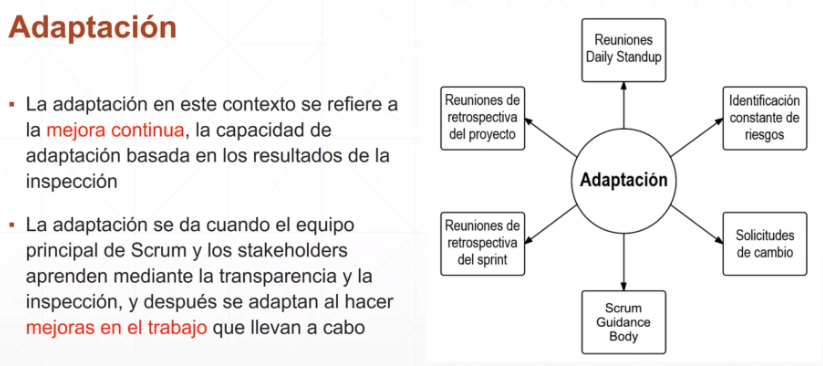 Adaptación
▪ La adaptación en este contexto se refiere a
la mejora continua, la capacidad de
adaptación basada en los resultados de la
inspección
▪ La adaptación se da cuando el equipo
principal de Scrum y los stakeholders
aprenden mediante la transparencia y la
inspección, y después se adaptan al hacer
mejoras en el trabajo que llevan a cabo
Reuniones
Daily Standup
Reuniones de
retrospectiva
del proyecto
Identificación
constante de
riesgos
Adaptación
Reuniones de
retrospectiva
del sprint
Solicitudes
de cambio
Scrum
Guidance
Body